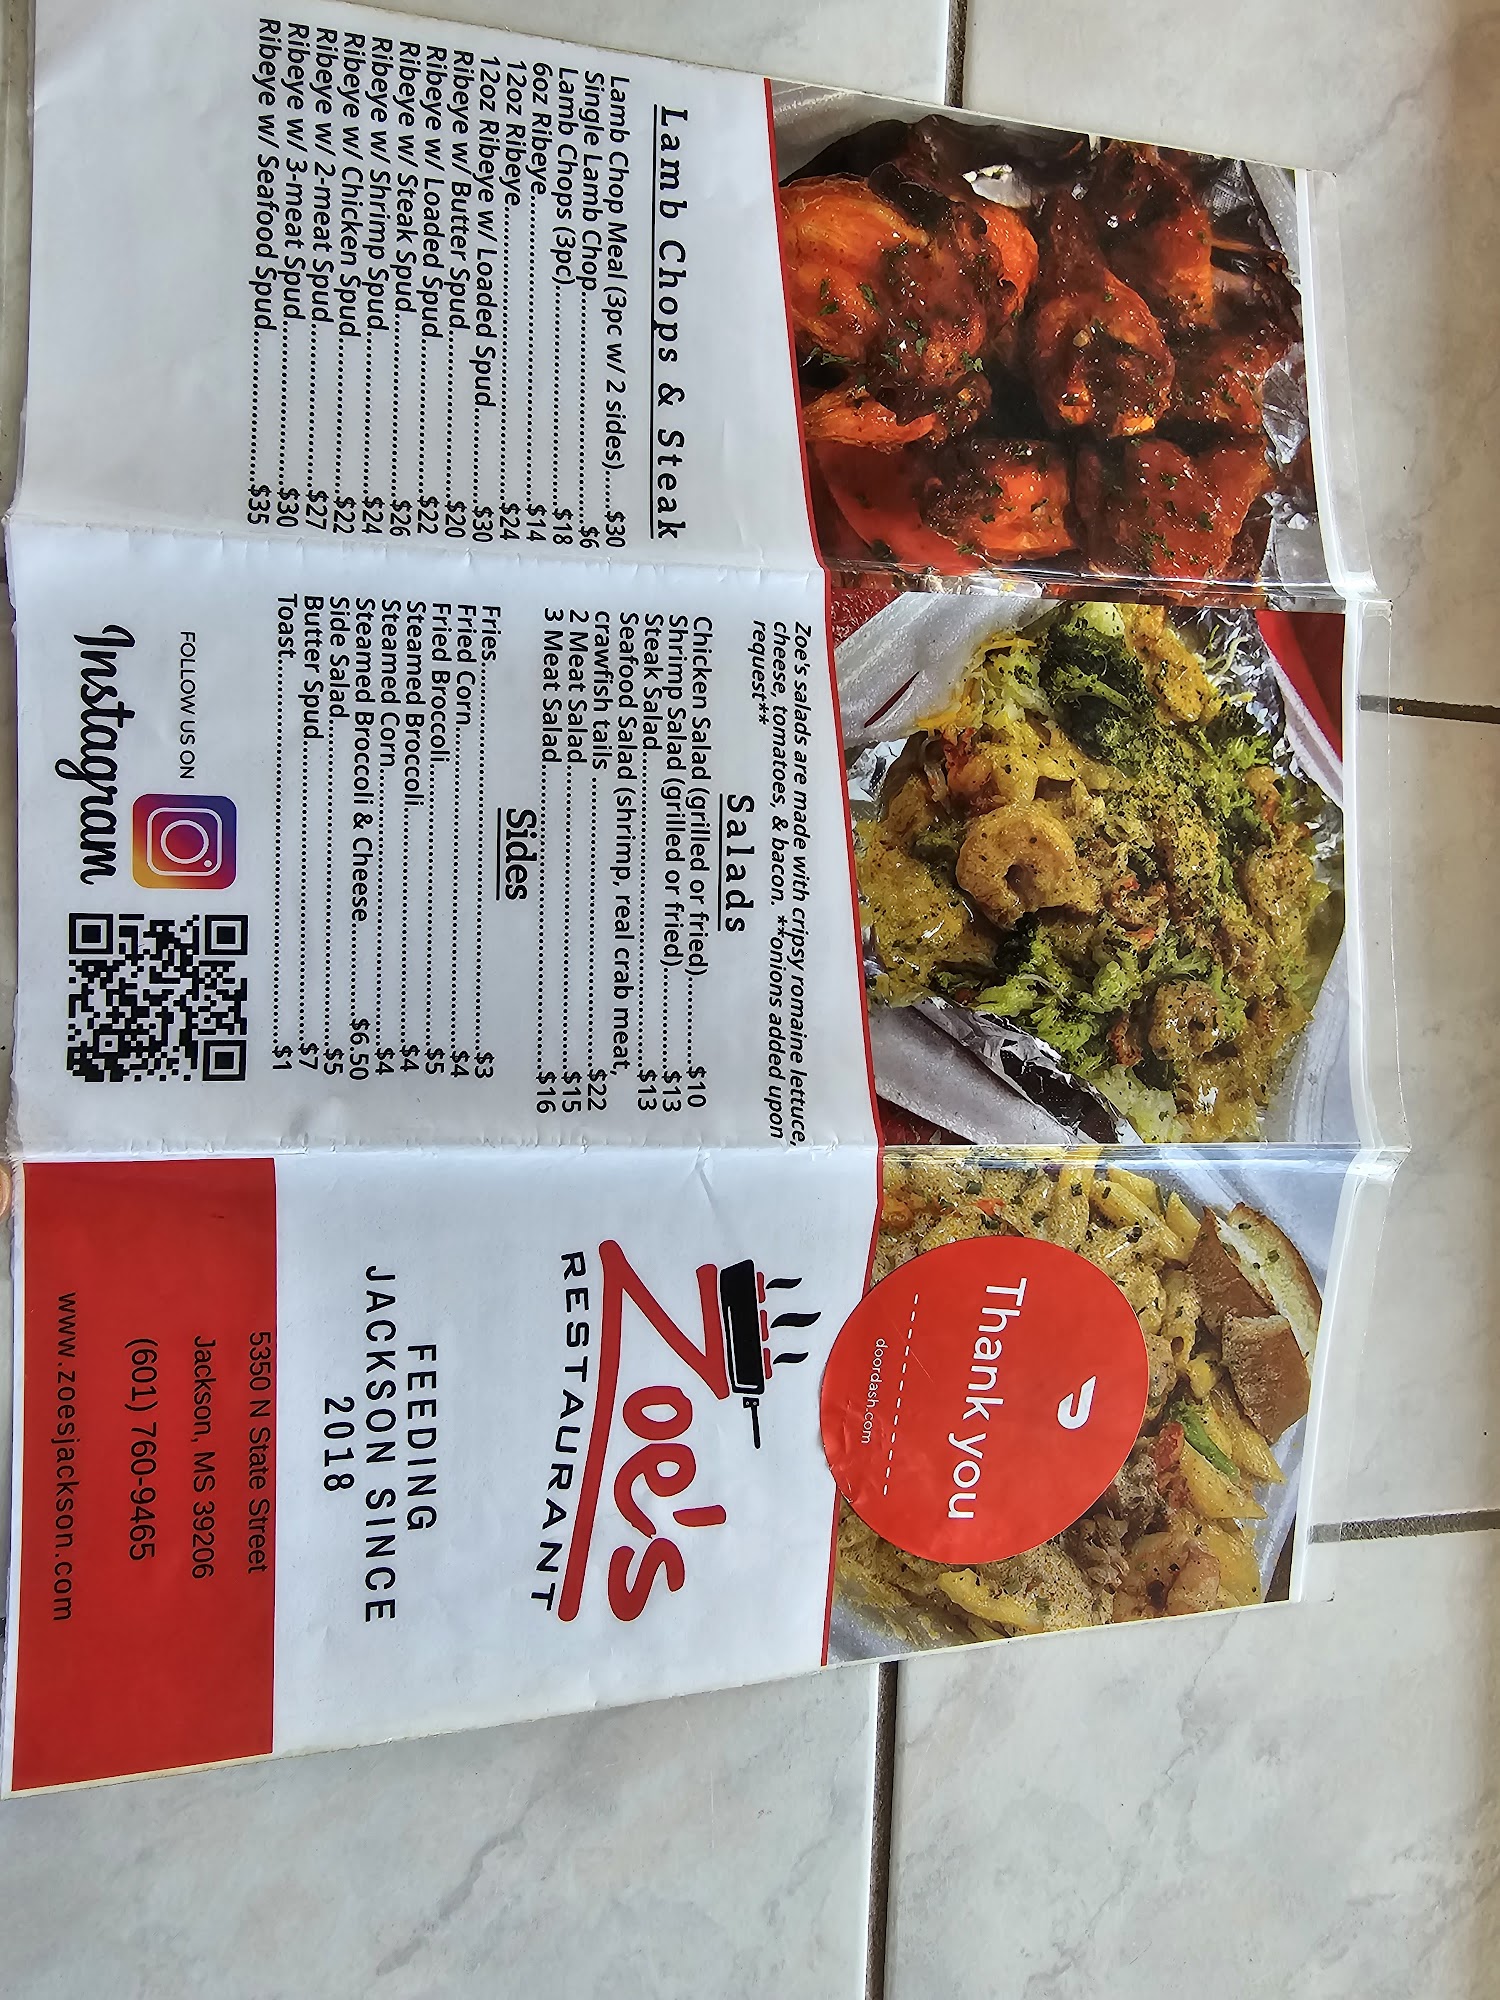 Lamb Chops & Steak
Lamb Chop Meal (3pc w/ 2 sides)......$30
Single Lamb Chop..............................$6
Lamb Chops (3pc)............................$18
6oz Ribeye.......................................$14
12oz Ribeye.....................................$24
12oz Ribeye w/ Loaded Spud............$30
Ribeye w/ Butter Spud.....................$20
Ribeye w/ Loaded Spud...................$22
Ribeye w/ Steak Spud......................$26
Ribeye w/ Shrimp Spud...................$24
Ribeye w/ Chicken Spud..................$22
Ribeye w/ 2-meat Spud....................$27
Ribeye w/ 3-meat Spud....................$30
Ribeye w/ Seafood Spud..................$35
Zoe's salads are made with cripsy romaine lettuce,
cheese, tomatoes, & bacon. **onions added upon
request**
Salads
Chicken Salad (grilled or fried)..........$10
Shrimp Salad (grilled or fried)...........$13
Steak Salad......................................$13
Seafood Salad (shrimp, real crab meat,
crawfish tails ...................................$22
2 Meat Salad....................................$15
3 Meat Salad....................................$16
Sides
Fries................................................$3
Fried Corn.......................................$4
Fried Broccoli...................................$5
Steamed Broccoli.............................$4
Steamed Corn..................................$4
Steamed Broccoli & Cheese..........$6.50
Side Salad........................................$5
Butter Spud.....................................$7
Toast...............................................$1
FOLLOW US ON
Instagram
Thank you
doordash.com
Zoe's
RESTAURANT
FEEDING
JACKSON SINCE
2018
5350 N State Street
Jackson, MS 39206
(601) 760-9465
www.zoesjackson.com